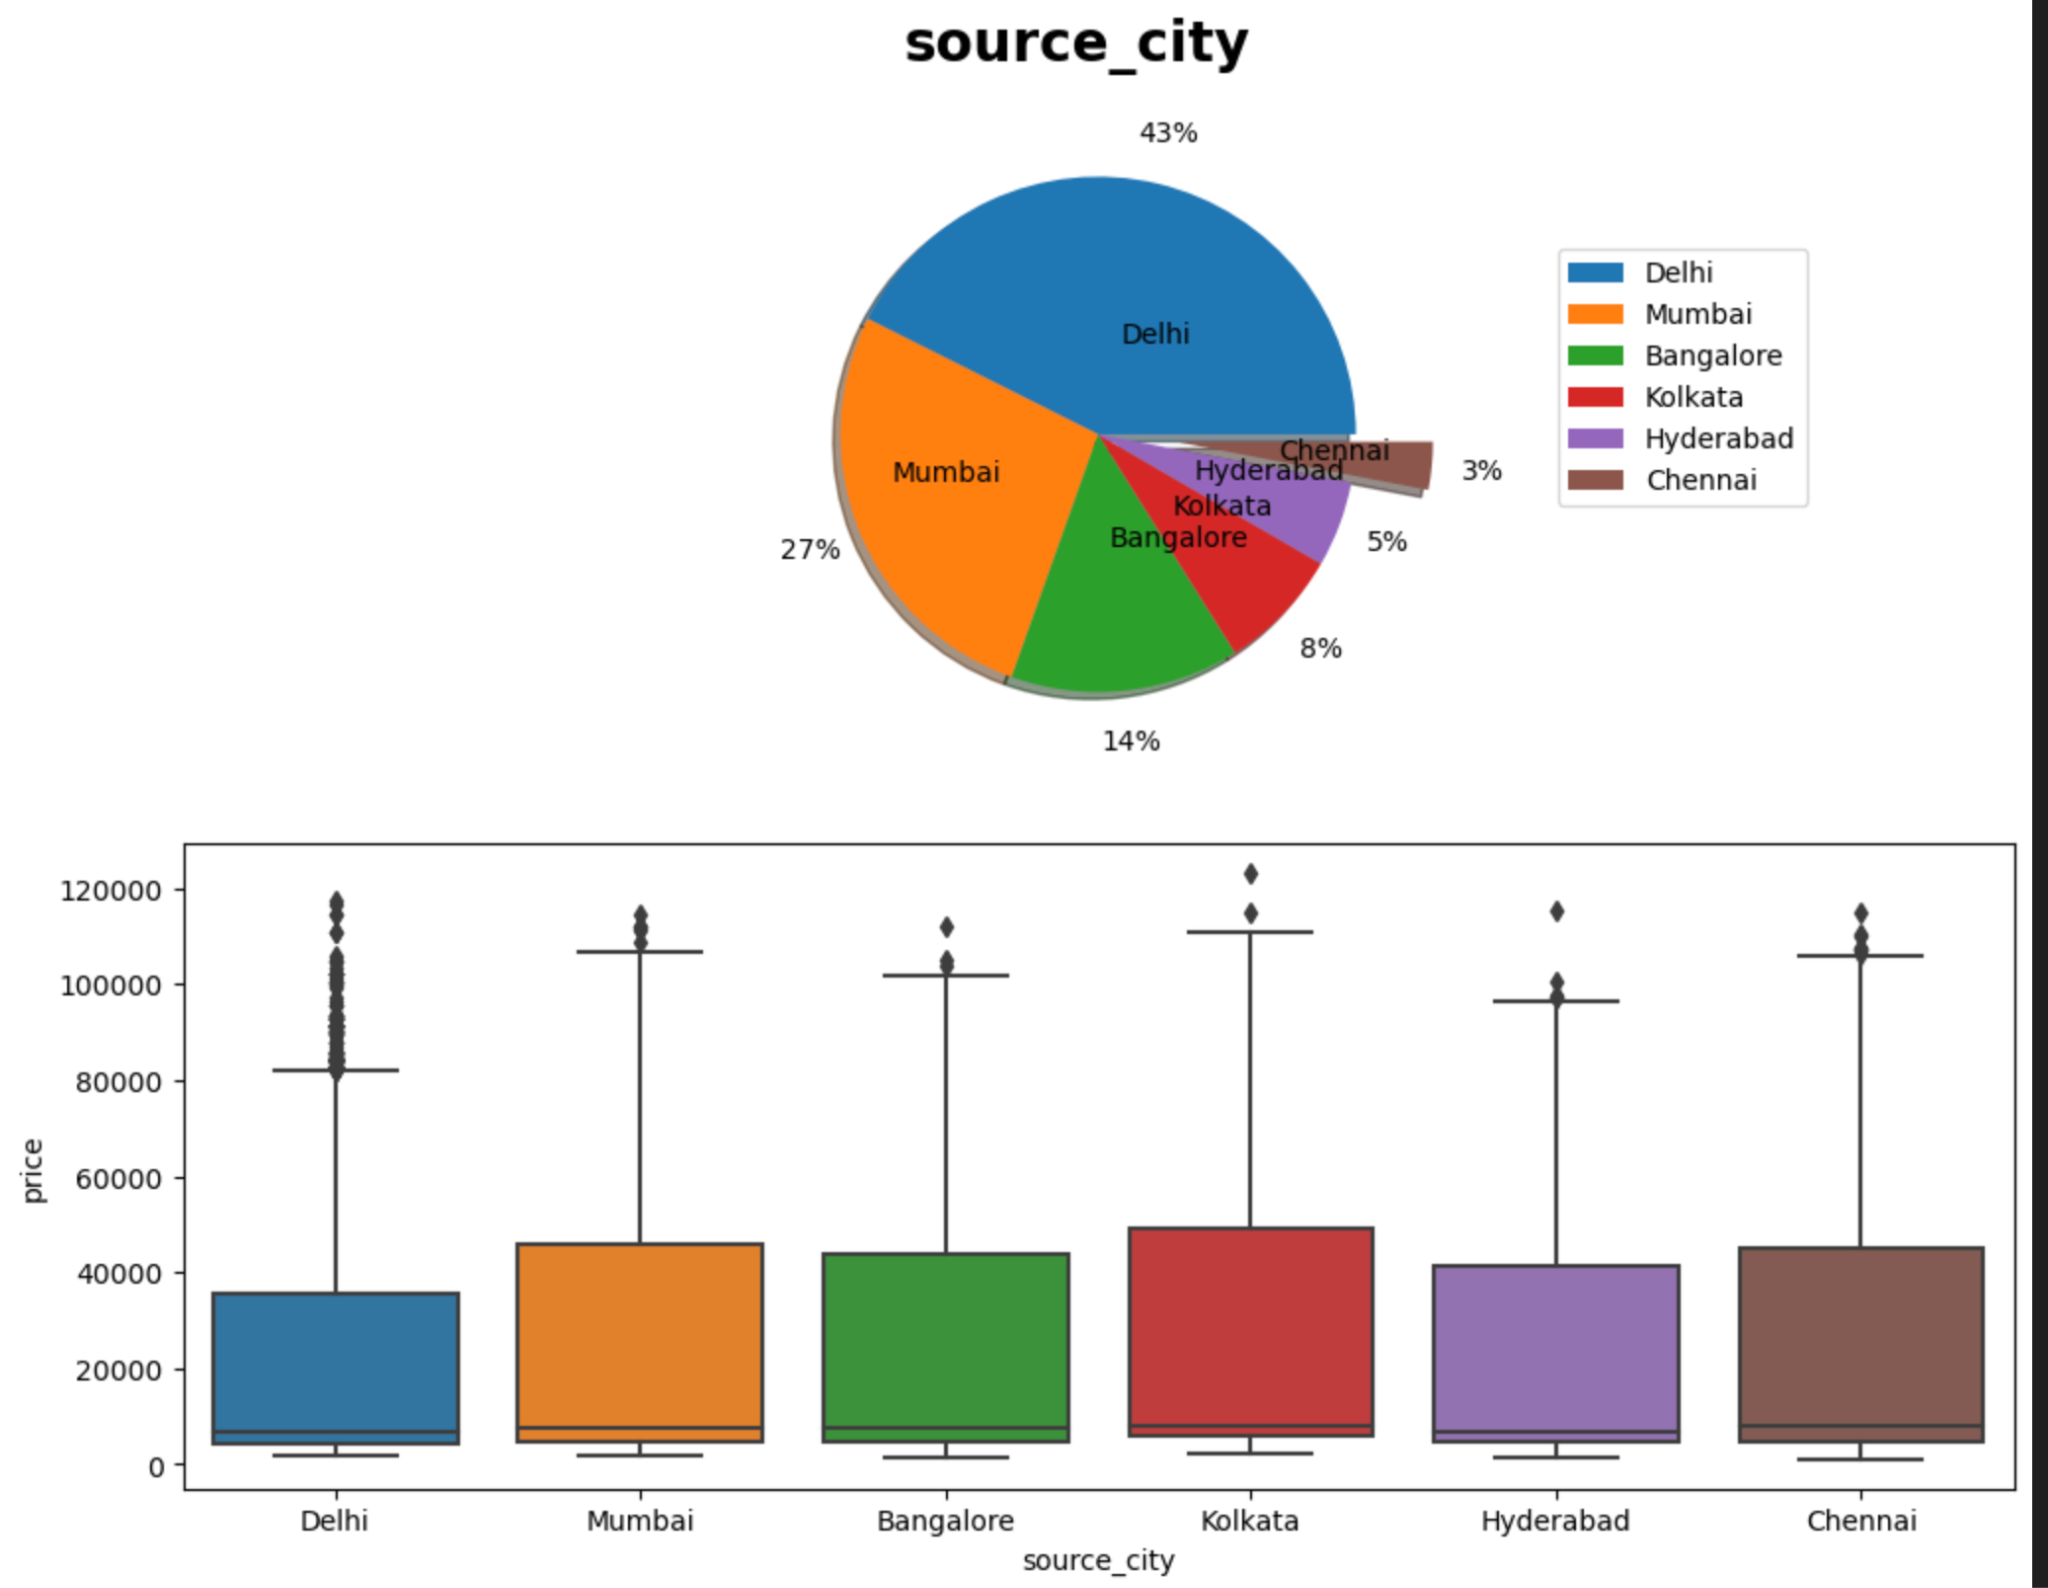 source_city
43%
Delhi
Mumbai
Bangalore
Kolkata
Hyderabad
Chennai
Delhi
Chennai
3%
Hyderabad
Mumbai
Kolkata
Bangalore
5%
27%
8%
14%
120000
100000
80000
60000
40000
20000
0
price
Delhi Mumbai Bangalore Kolkata Hyderabad Chennai
source_city